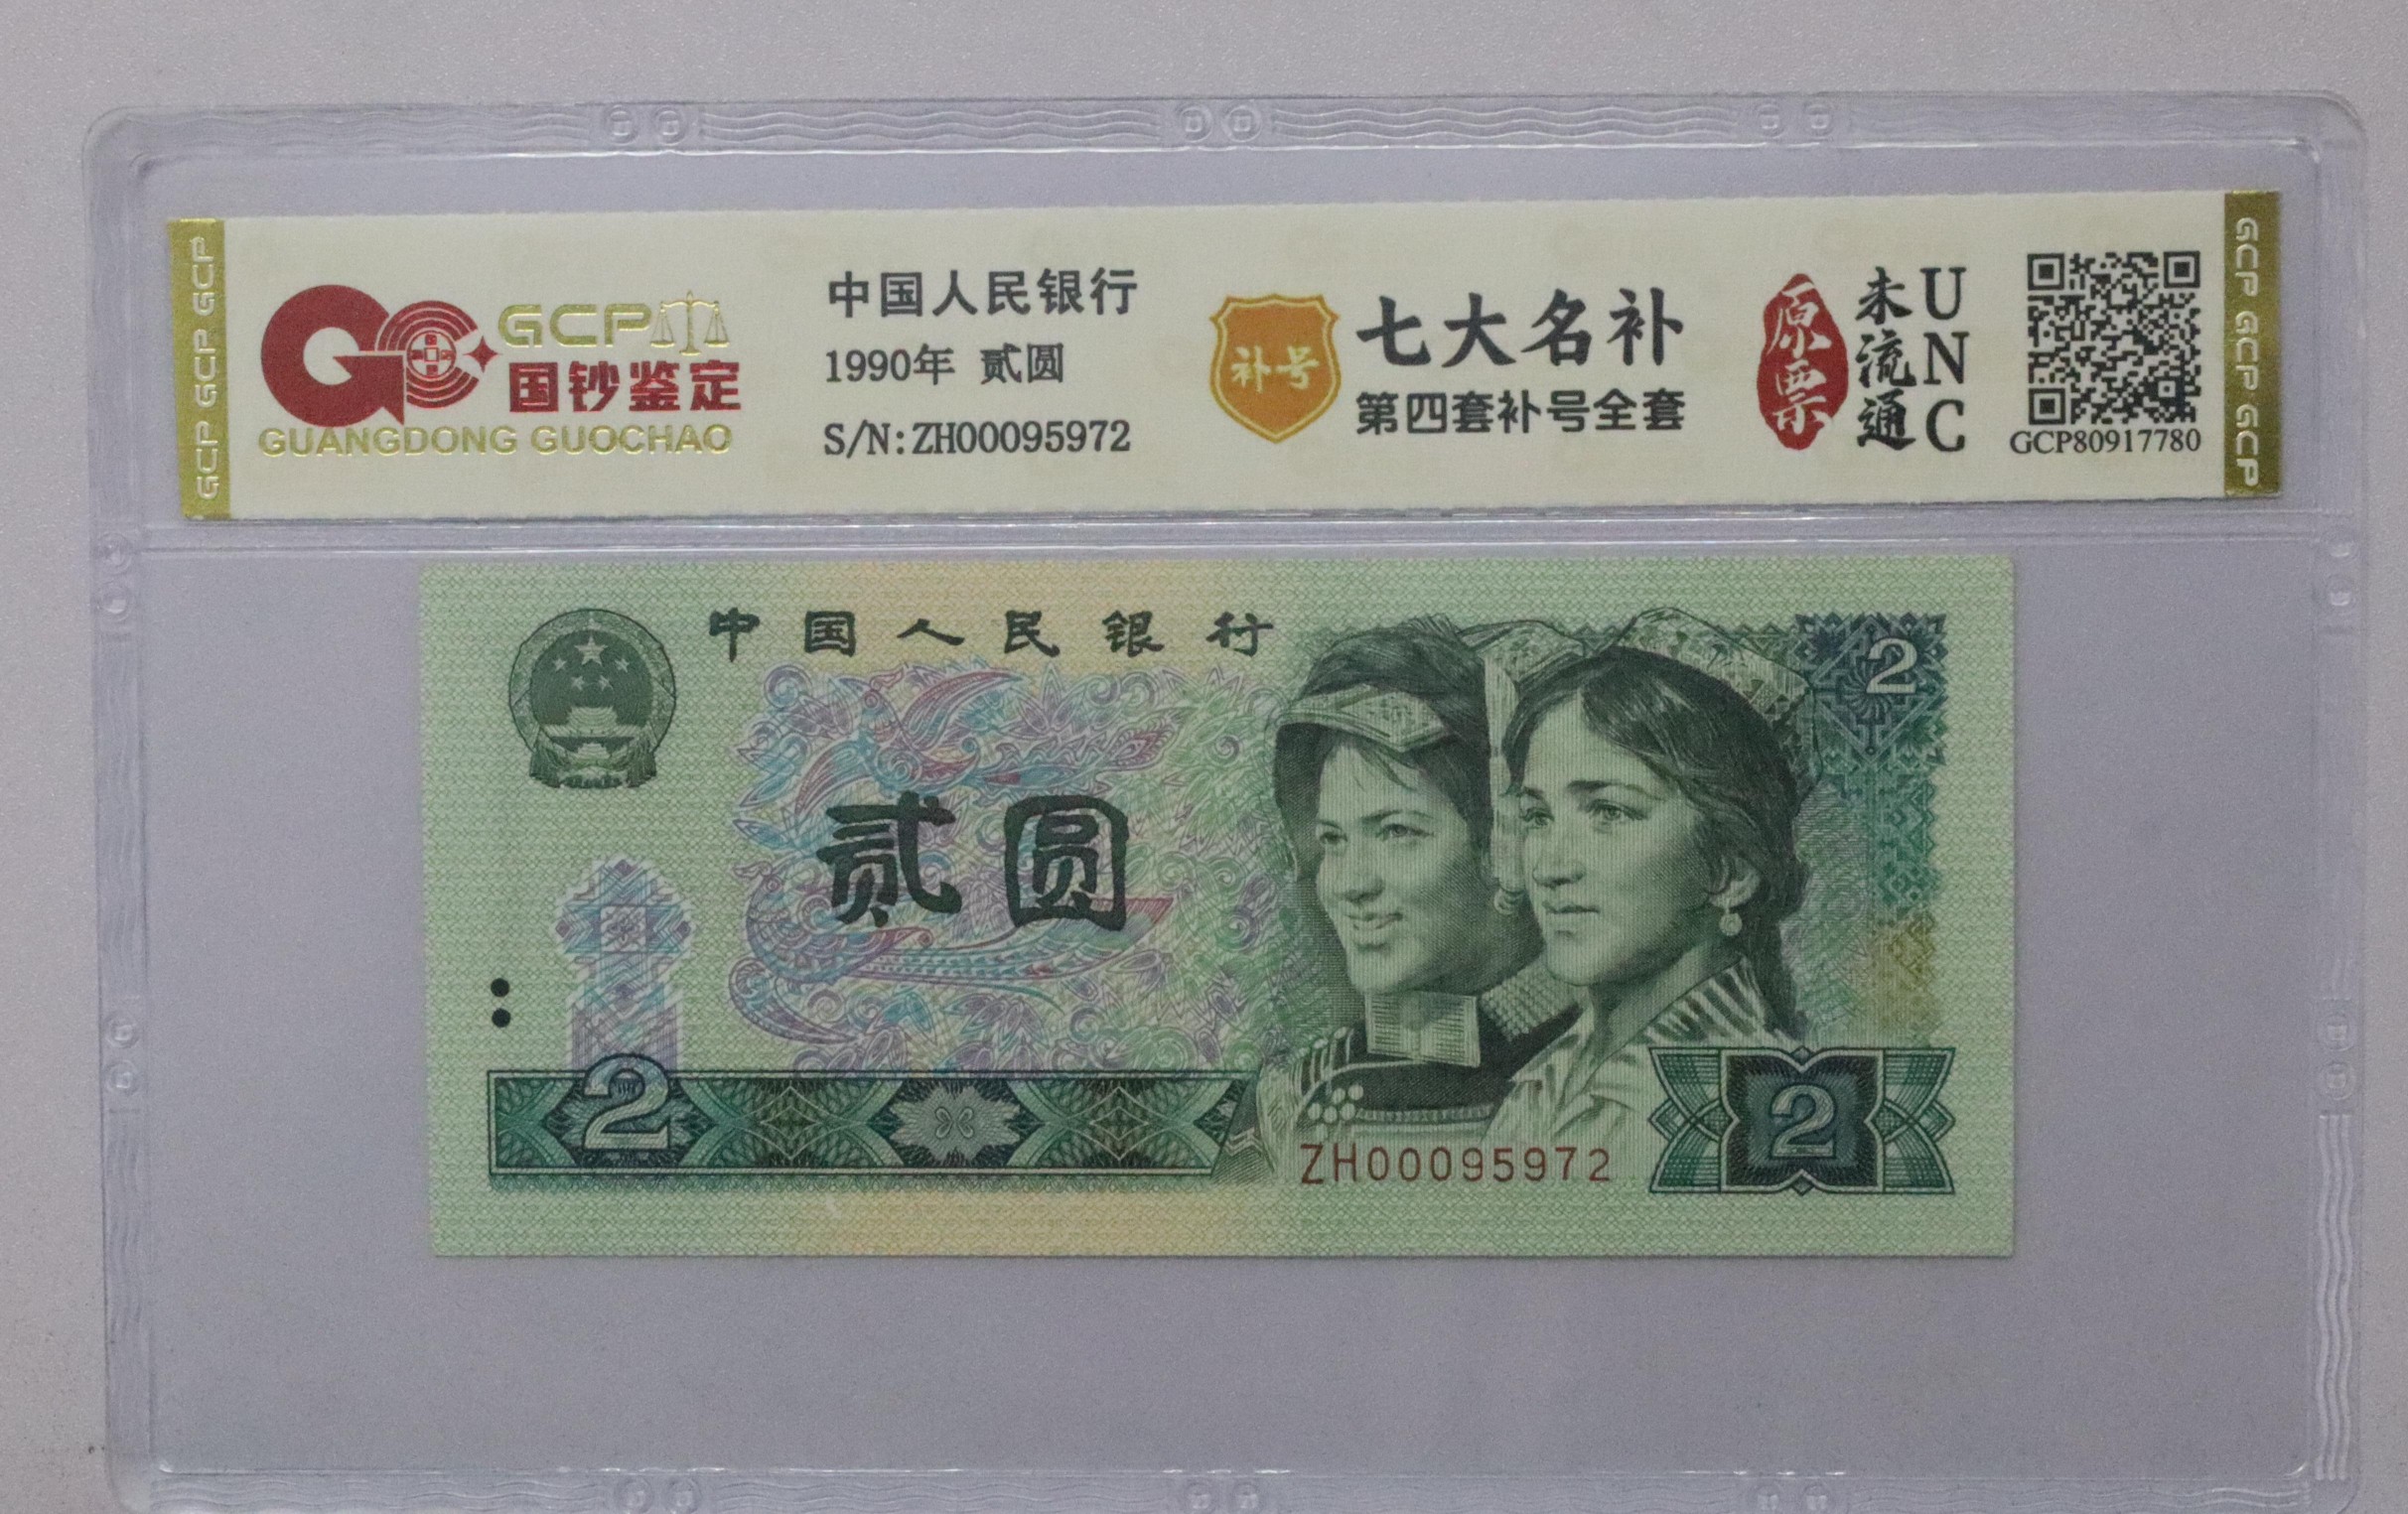 GCP GCP GCP
GCP
国钞鉴定
GUANGDONG GUOCHAO
中国人民银行
1990年 贰圆
S/N:ZH00095972
补号
七大名补
第四套补号全套
原票
未流通
UNC
GCP80917780
GCP GCP GCP
中国人民银行
2
贰圆
2
ZH00095972
2